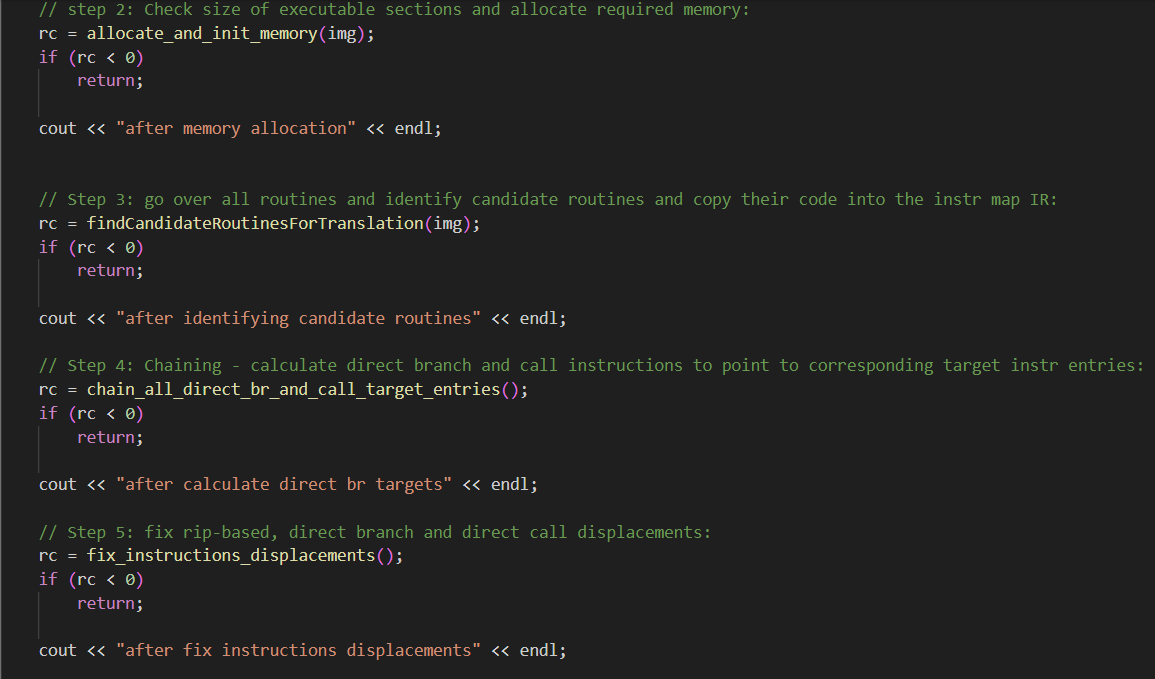 // step 2: Check size of executable sections and allocate required memory:
rc = allocate_and_init_memory(img);
if (rc < 0)
    return;
cout << "after memory allocation" << endl;
// Step 3: go over all routines and identify candidate routines and copy their code into the instr map IR:
rc = findCandidateRoutinesForTranslation(img);
if (rc < 0)
    return;
cout << "after identifying candidate routines" << endl;
// Step 4: Chaining - calculate direct branch and call instructions to point to corresponding target instr entries:
rc = chain_all_direct_br_and_call_target_entries();
if (rc < 0)
    return;
cout << "after calculate direct br targets" << endl;
// Step 5: fix rip-based, direct branch and direct call displacements:
rc = fix_instructions_displacements();
if (rc < 0)
    return;
cout << "after fix instructions displacements" << endl;